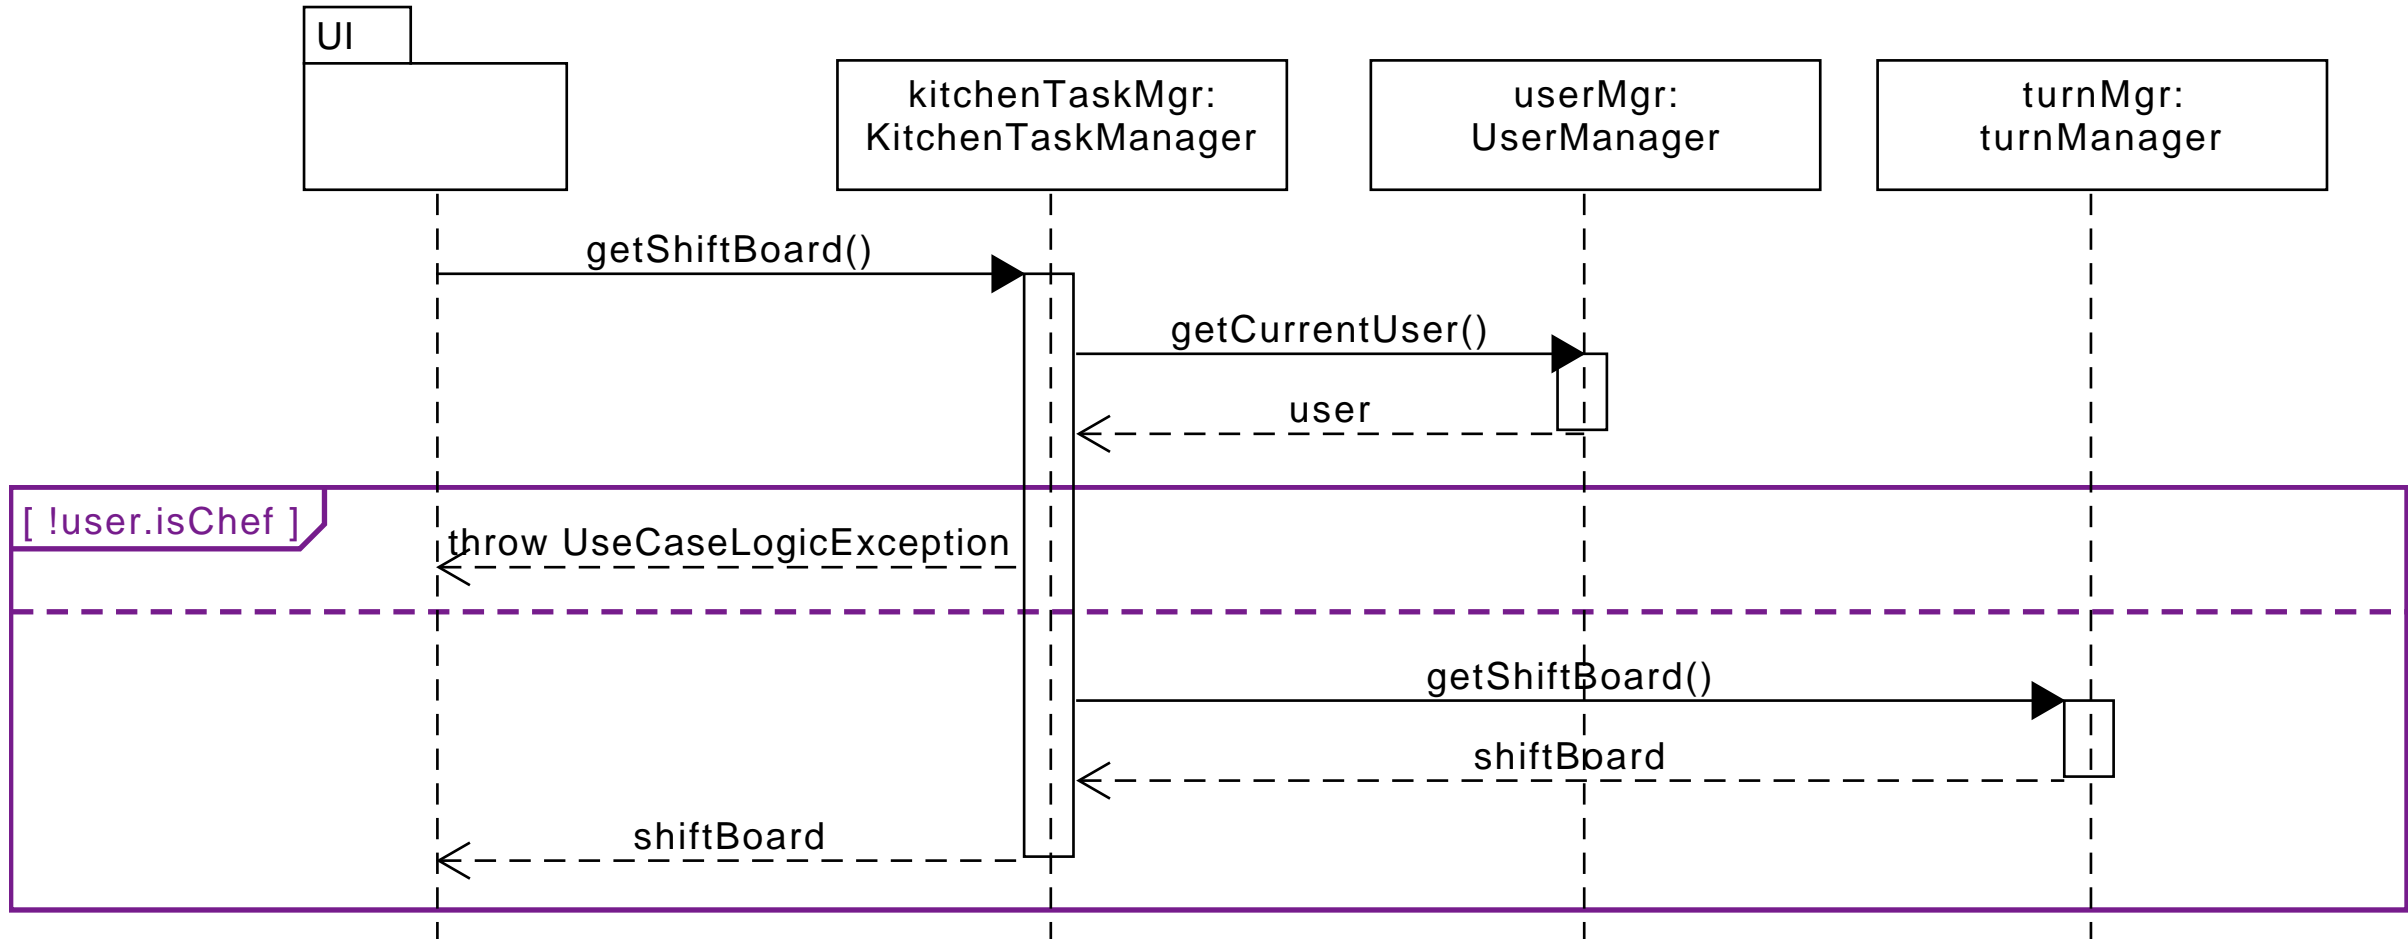 UI
kitchenTaskMgr:
KitchenTaskManager
userMgr:
UserManager
turnMgr:
turnManager
getShiftBoard()
getCurrentUser()
user
[ !user.isChef ]
throw UseCaseLogicException
getShiftBoard()
shiftBoard
shiftBoard